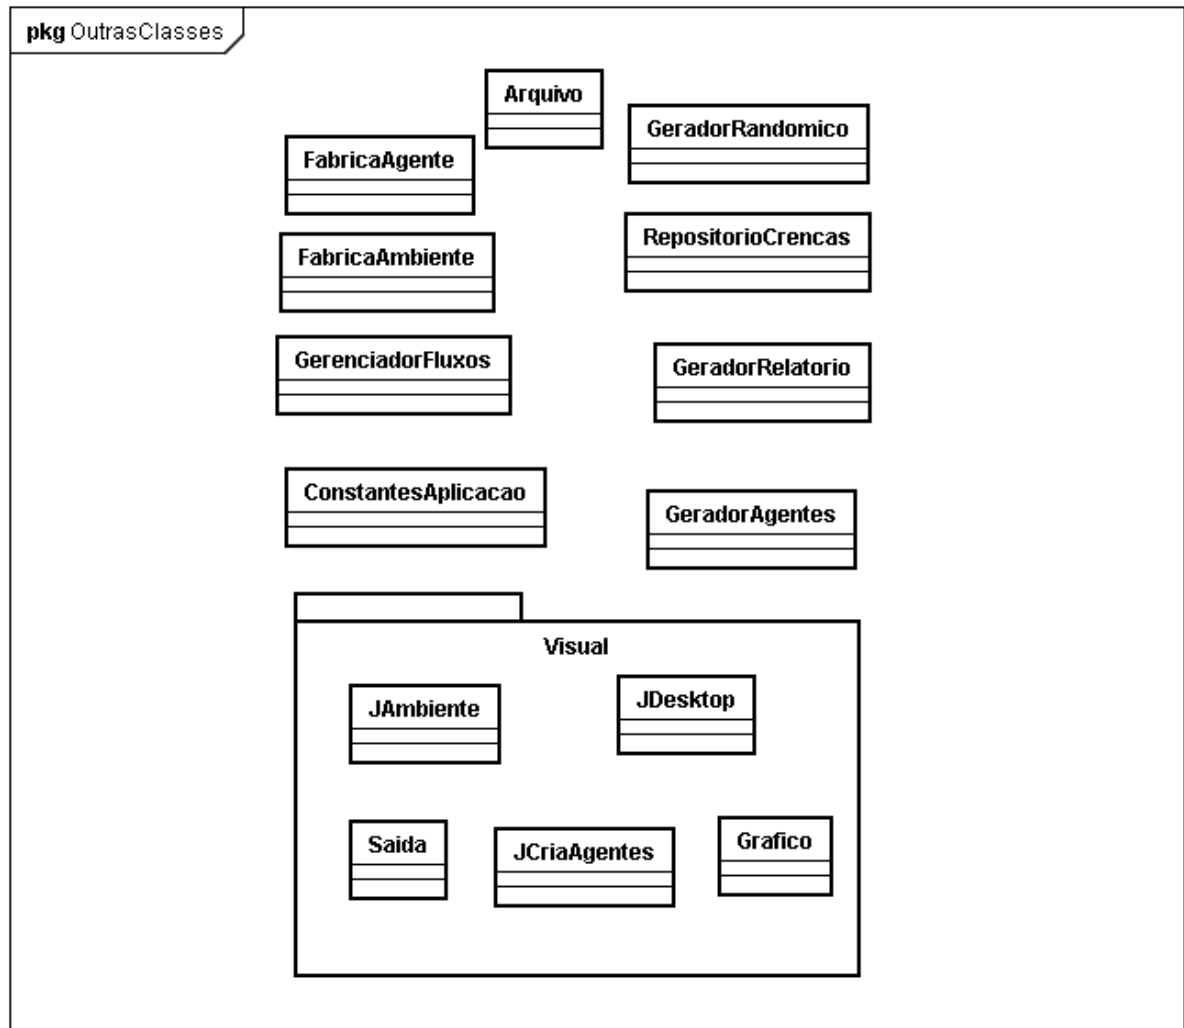 pkg OutrasClasses
Arquivo
GeradorRandomico
FabricaAgente
RepositorioCrencas
FabricaAmbiente
GerenciadorFluxos
GeradorRelatorio
ConstantesAplicacao
GeradorAgentes
Visual
JAmbiente
JDesktop
Saida
JCriaAgentes
Grafico